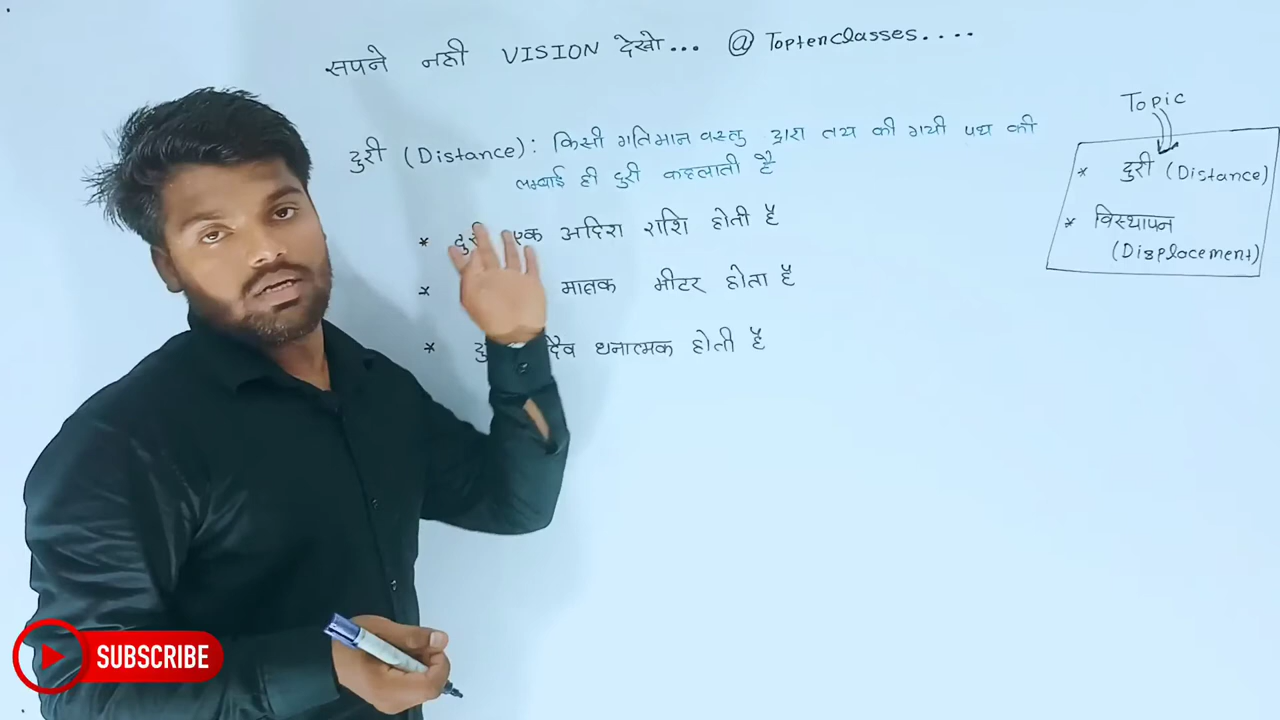 सपने नही VISION देखो... @ Toptenclasses....
दुरी (Distance): किसी गतिमान वस्तु द्वारा तय की गयी पथ की
लम्बाई ही दुरी कहलाती है
* एक अदिश राशि होती है
* मात्रक मीटर होता है
* धनात्मक होती है
Topic
* दुरी (Distance)
* विस्थापन
(Displacement)
SUBSCRIBE